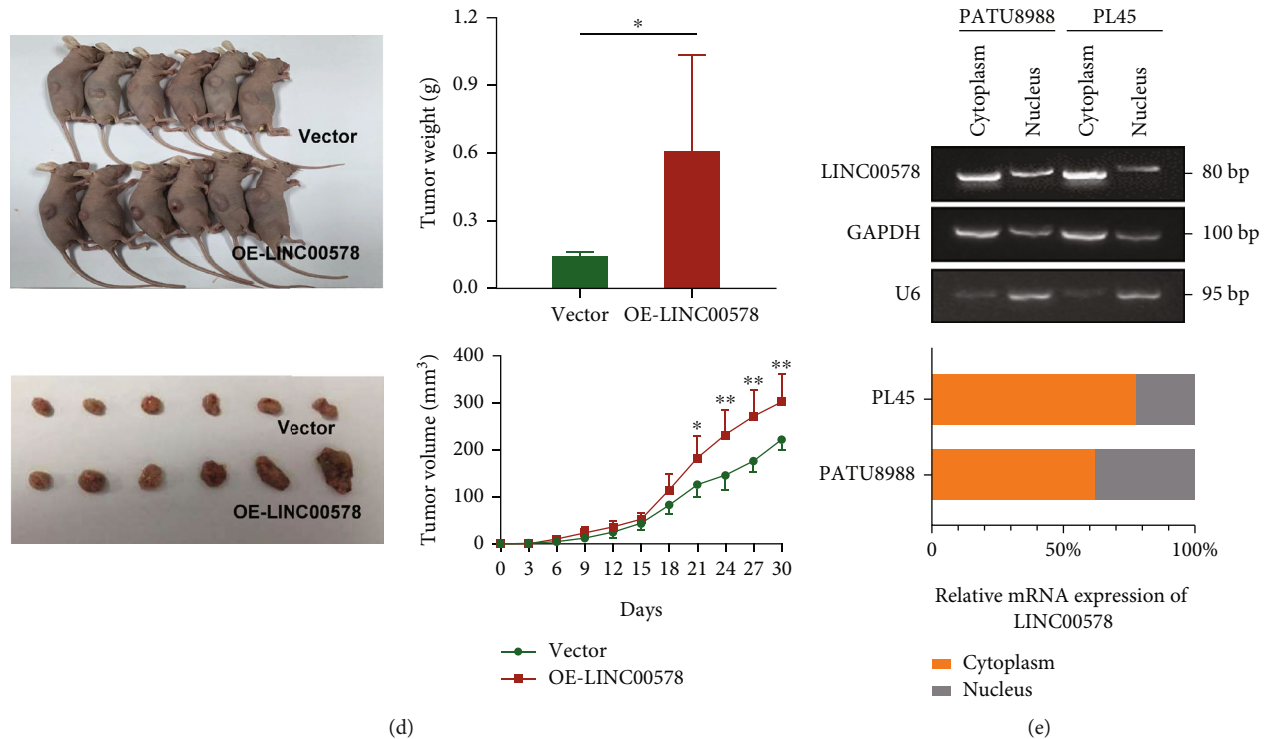 Vector
OE-LINC00578
Vector
OE-LINC00578
Tumor weight (g)
1.2
0.9
0.6
0.3
0.0
*
Vector OE-LINC00578
Tumor volume (mm³)
400
300
200
100
0
* ** ** **
0 3 6 9 12 15 18 21 24 27 30
Days
Vector
OE-LINC00578
(d)
PATU8988 PL45
Cytoplasm Nucleus Cytoplasm Nucleus
LINC00578 80 bp
GAPDH 100 bp
U6 95 bp
PL45
PATU8988
0 50% 100%
Relative mRNA expression of
LINC00578
Cytoplasm
Nucleus
(e)